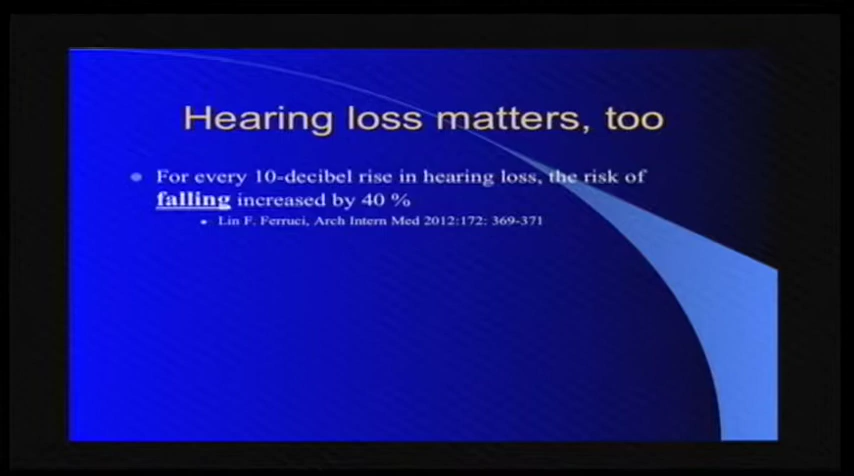 Hearing loss matters, too
For every 10-decibel rise in hearing loss, the risk of
falling increased by 40 %
Lin F. Ferruci, Arch Intern Med 2012:172: 369-371